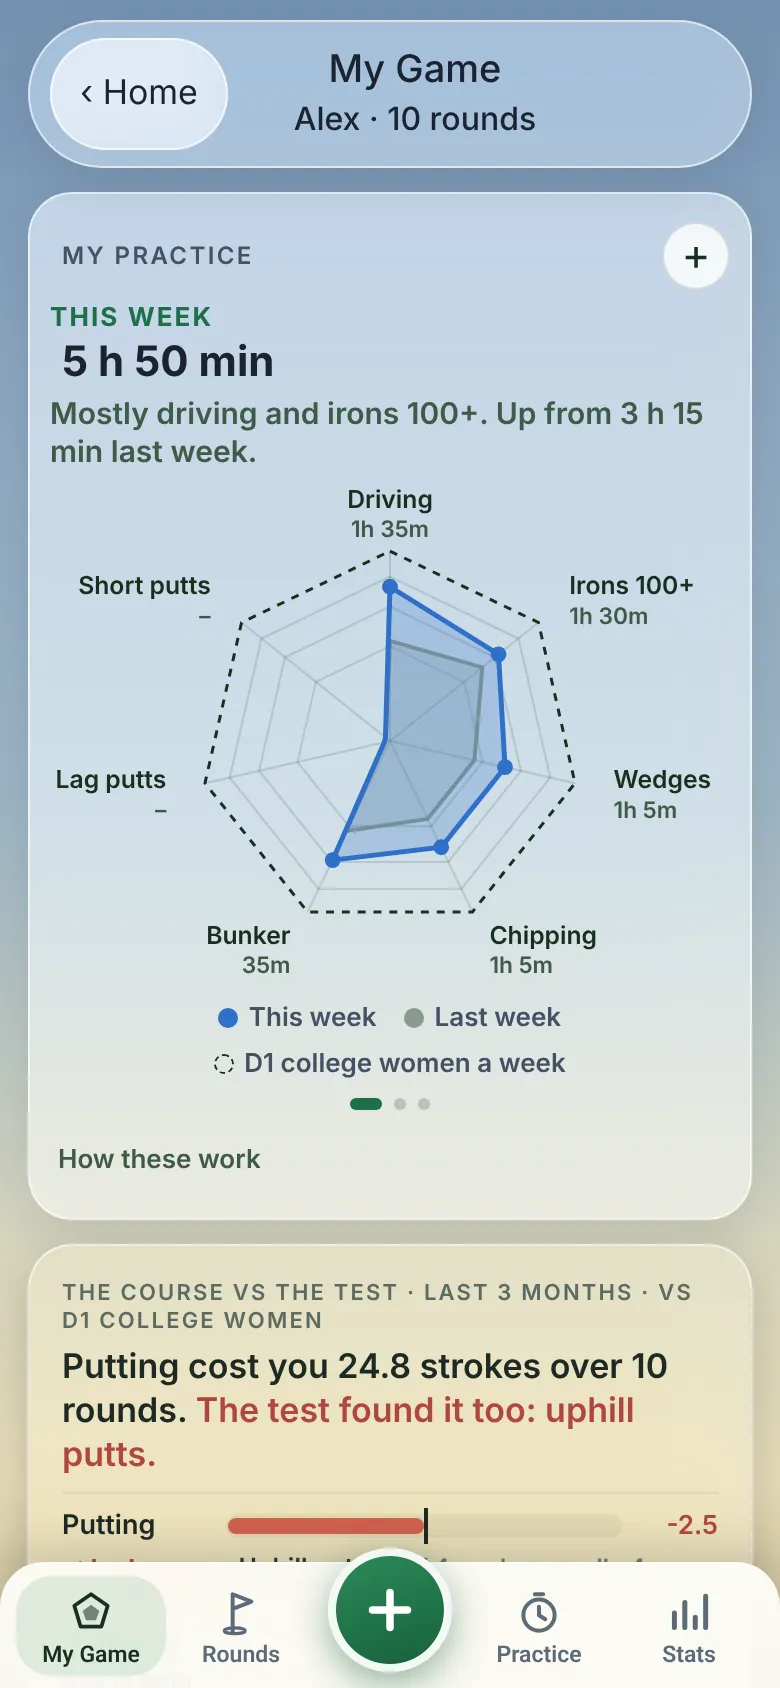 ‹ Home
My Game
Alex · 10 rounds
MY PRACTICE
+
THIS WEEK
5 h 50 min
Mostly driving and irons 100+. Up from 3 h 15
min last week.
Driving
1h 35m
Short putts
–
Irons 100+
1h 30m
Lag putts
–
Wedges
1h 5m
Bunker
35m
Chipping
1h 5m
This week
Last week
D1 college women a week
How these work
THE COURSE VS THE TEST · LAST 3 MONTHS · VS
D1 COLLEGE WOMEN
Putting cost you 24.8 strokes over 10
rounds. The test found it too: uphill
putts.
Putting
-2.5
My Game
Rounds
+
Practice
Stats